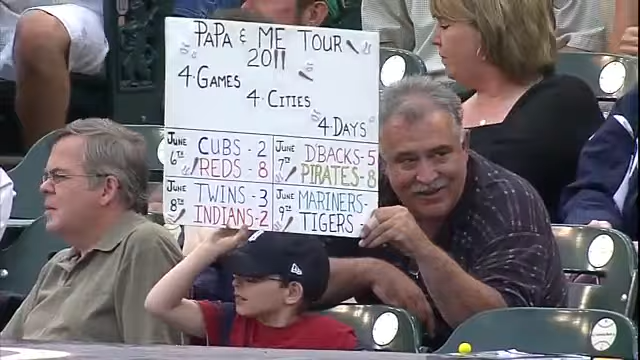 PAPA & ME TOUR
2011
4 GAMES
4 CITIES
4 DAYS
JUNE 6TH CUBS - 2
REDS - 8
JUNE 7TH D'BACKS - 5
PIRATES - 8
JUNE 8TH TWINS - 3
INDIANS - 2
JUNE 9TH MARINERS -
TIGERS -